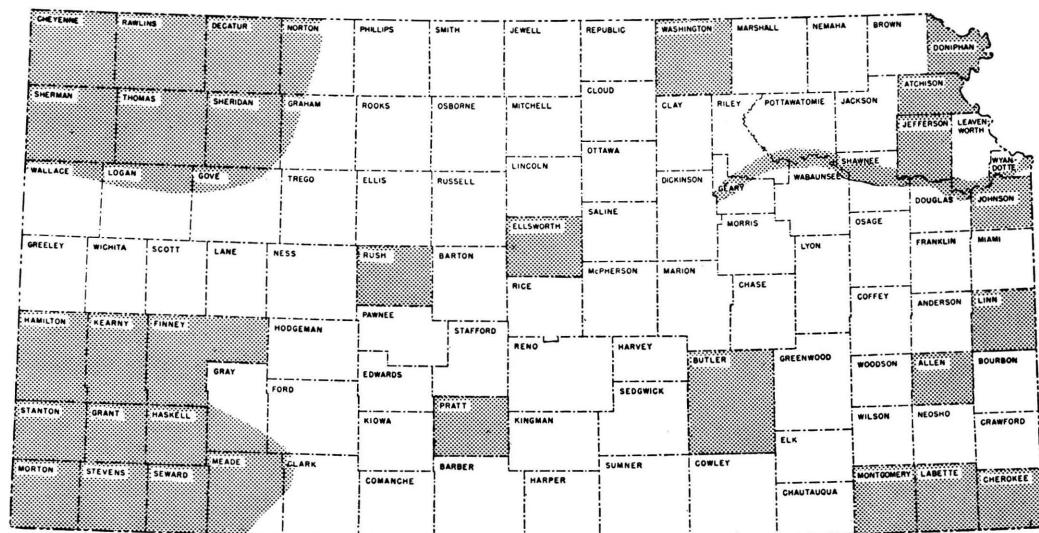 CHEYENNE
RAWLINS
DECATUR
NORTON
PHILLIPS
SMITH
JEWELL
REPUBLIC
WASHINGTON
MARSHALL
NEMAHA
BROWN
DONIPHAN
SHERMAN
THOMAS
SHERIDAN
GRAHAM
ROOKS
OSBORNE
MITCHELL
CLOUD
CLAY
RILEY
POTTAWATOMIE
JACKSON
ATCHISON
JEFFERSON
LEAVEN-
WORTH
WALLACE
LOGAN
GOVE
TREGO
ELLIS
RUSSELL
LINCOLN
OTTAWA
DICKINSON
GEARY
WABAUNSEE
SHAWNEE
DOUGLAS
WYAN-
DOTTE
JOHNSON
GREELEY
WICHITA
SCOTT
LANE
NESS
RUSH
BARTON
ELLSWORTH
SALINE
MORRIS
OSAGE
FRANKLIN
MIAMI
RICE
McPHERSON
MARION
CHASE
LYON
COFFEY
ANDERSON
LINN
HAMILTON
KEARNY
FINNEY
HODGEMAN
PAWNEE
STAFFORD
RENO
HARVEY
BUTLER
GREENWOOD
WOODSON
ALLEN
BOURBON
GRAY
FORD
EDWARDS
SEDGWICK
STANTON
GRANT
HASKELL
KIOWA
PRATT
KINGMAN
ELK
WILSON
NEOSHO
CRAWFORD
MORTON
STEVENS
SEWARD
MEADE
CLARK
COMANCHE
BARBER
HARPER
SUMNER
COWLEY
CHAUTAUQUA
MONTGOMERY
LABETTE
CHEROKEE